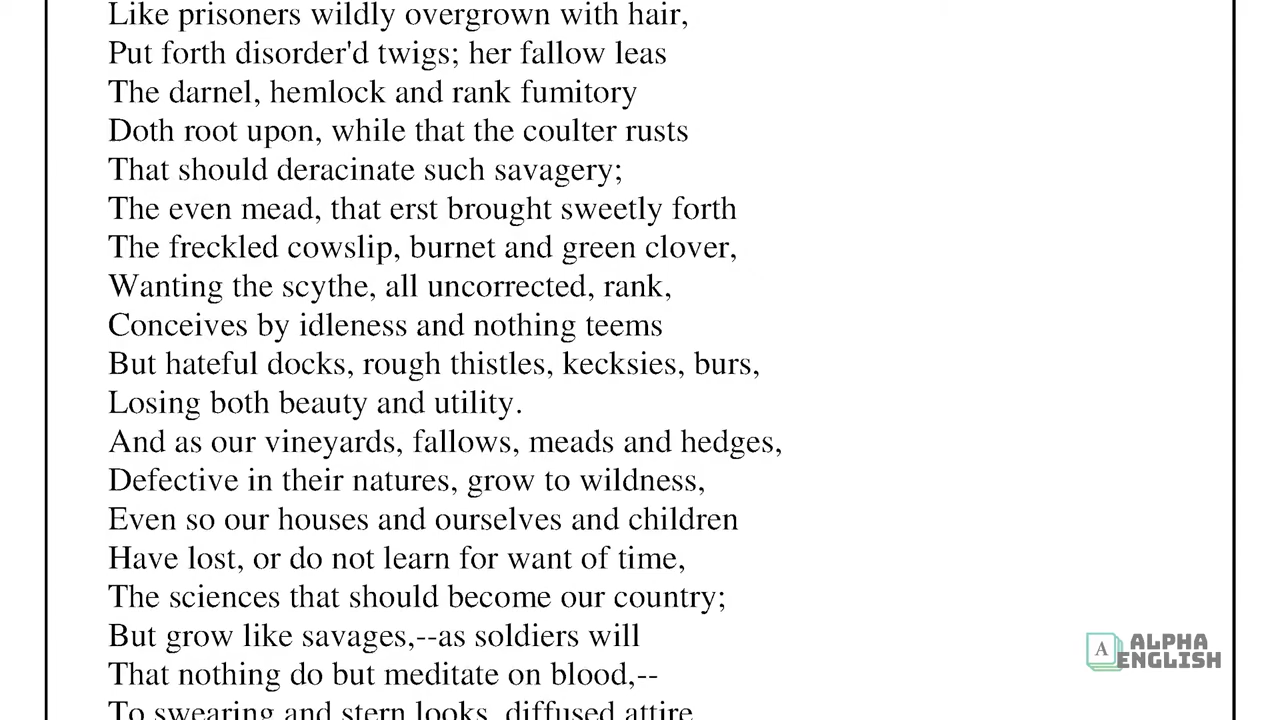 Like prisoners wildly overgrown with hair,
Put forth disorder'd twigs; her fallow leas
The darnel, hemlock and rank fumitory
Doth root upon, while that the coulter rusts
That should deracinate such savagery;
The even mead, that erst brought sweetly forth
The freckled cowslip, burnet and green clover,
Wanting the scythe, all uncorrected, rank,
Conceives by idleness and nothing teems
But hateful docks, rough thistles, kecksies, burs,
Losing both beauty and utility.
And as our vineyards, fallows, meads and hedges,
Defective in their natures, grow to wildness,
Even so our houses and ourselves and children
Have lost, or do not learn for want of time,
The sciences that should become our country;
But grow like savages,--as soldiers will
That nothing do but meditate on blood,--
To swearing and stern looks, diffused attire
A ALPHA
ENGLISH